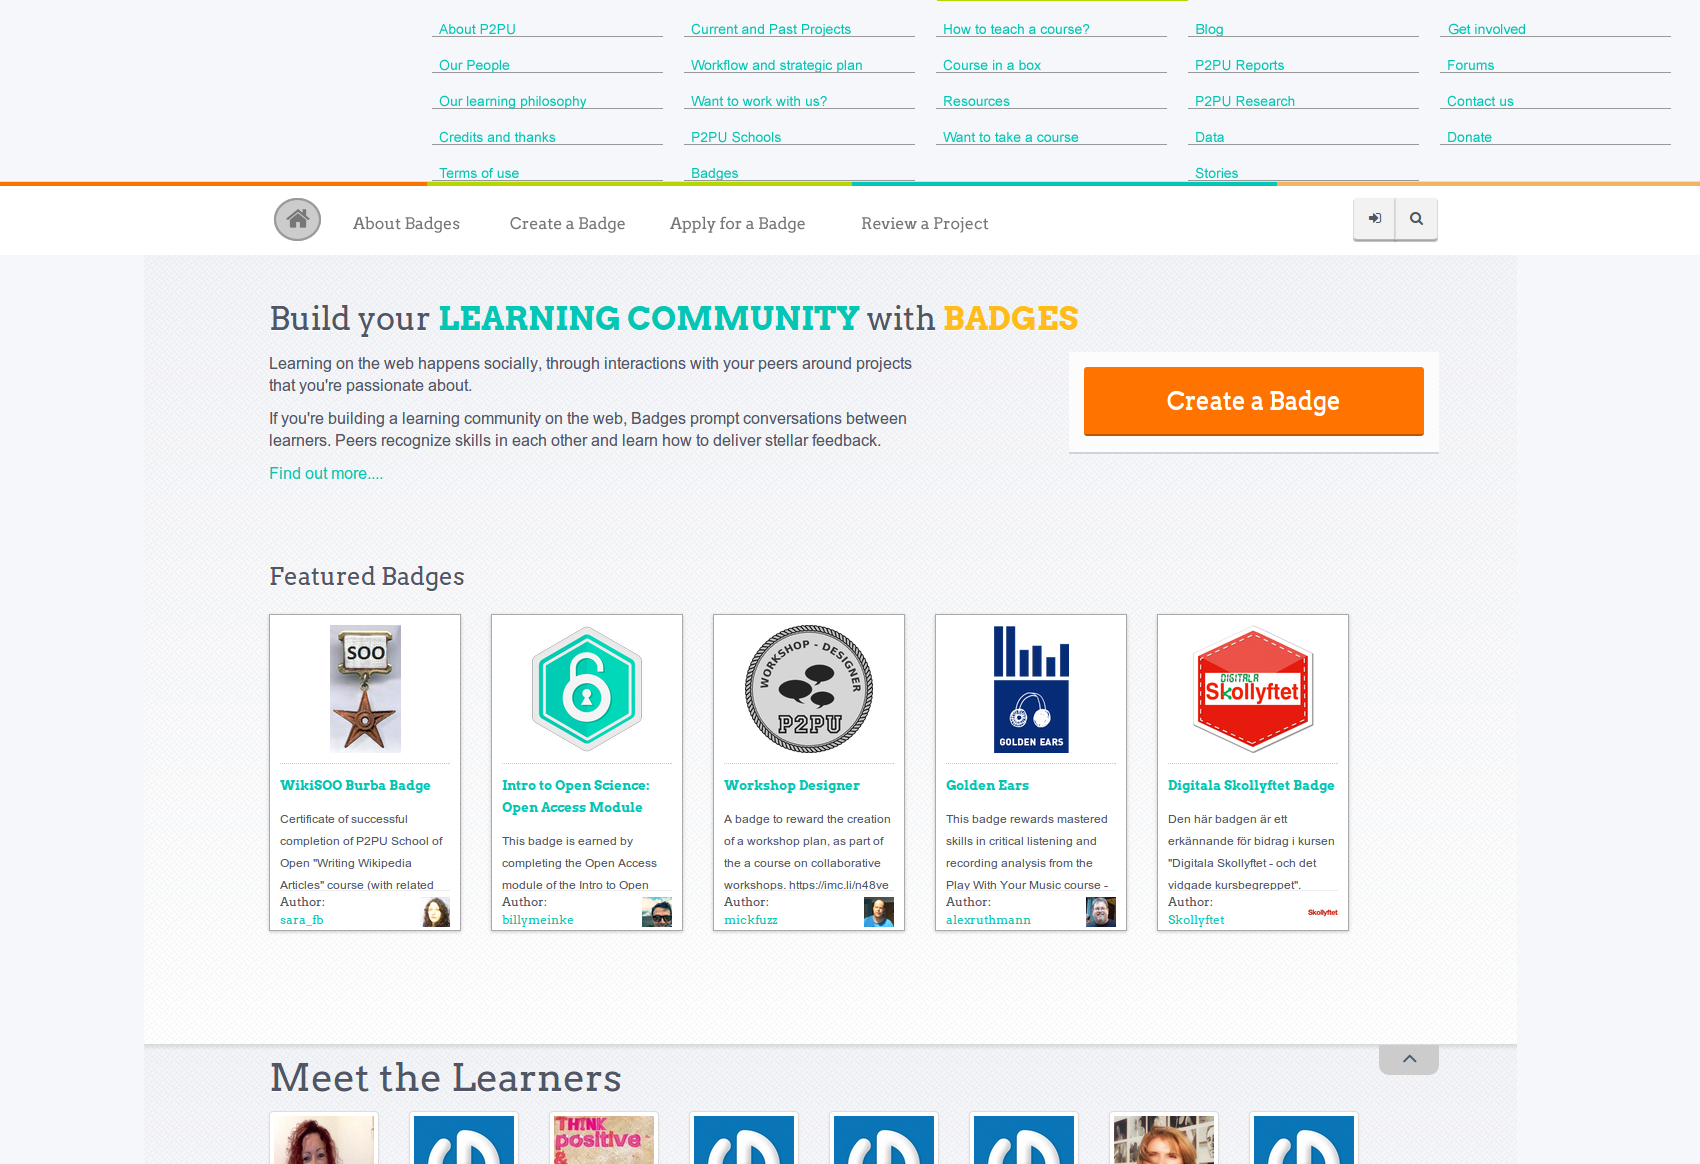 About P2PU
Our People
Our learning philosophy
Credits and thanks
Terms of use
Current and Past Projects
Workflow and strategic plan
Want to work with us?
P2PU Schools
Badges
How to teach a course?
Course in a box
Resources
Want to take a course
Blog
P2PU Reports
P2PU Research
Data
Stories
Get involved
Forums
Contact us
Donate
About Badges
Create a Badge
Apply for a Badge
Review a Project
Build your LEARNING COMMUNITY with BADGES
Learning on the web happens socially, through interactions with your peers around projects
that you're passionate about.
If you're building a learning community on the web, Badges prompt conversations between
learners. Peers recognize skills in each other and learn how to deliver stellar feedback.
Find out more....
Create a Badge
Featured Badges
SOO
WikiSOO Burba Badge
Certificate of successful
completion of P2PU School of
Open "Writing Wikipedia
Articles" course (with related
Author:
sara_fb
Intro to Open Science:
Open Access Module
This badge is earned by
completing the Open Access
module of the Intro to Open
Author:
billymeinke
WORKSHOP - DESIGNER
P2PU
Workshop Designer
A badge to reward the creation
of a workshop plan, as part of
the a course on collaborative
workshops. https://imc.li/n48ve
Author:
mickfuzz
GOLDEN EARS
Golden Ears
This badge rewards mastered
skills in critical listening and
recording analysis from the
Play With Your Music course -
Author:
alexruthmann
DIGITALA
Skollyftet
Digitala Skollyftet Badge
Den här badgen är ett
erkännande för bidrag i kursen
"Digitala Skollyftet - och det
vidgade kursbegreppet".
Author:
Skollyftet
Skollyftet
Meet the Learners
THINK
positive
&